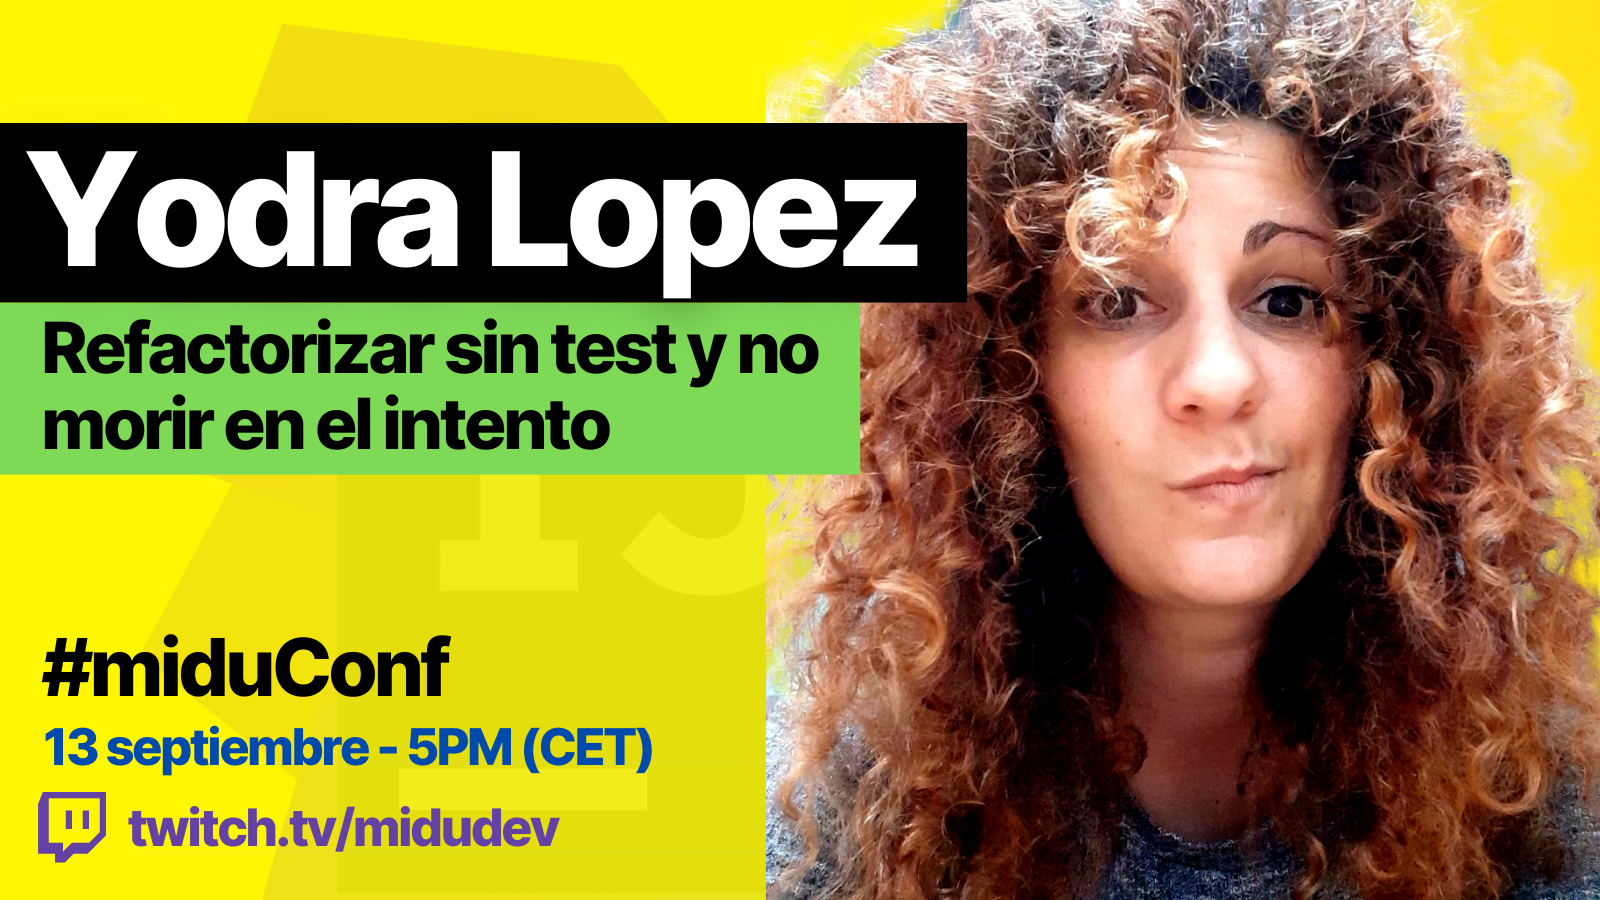 Yodra Lopez
Refactorizar sin test y no
morir en el intento
#miduConf
13 septiembre - 5PM (CET)
twitch.tv/midudev